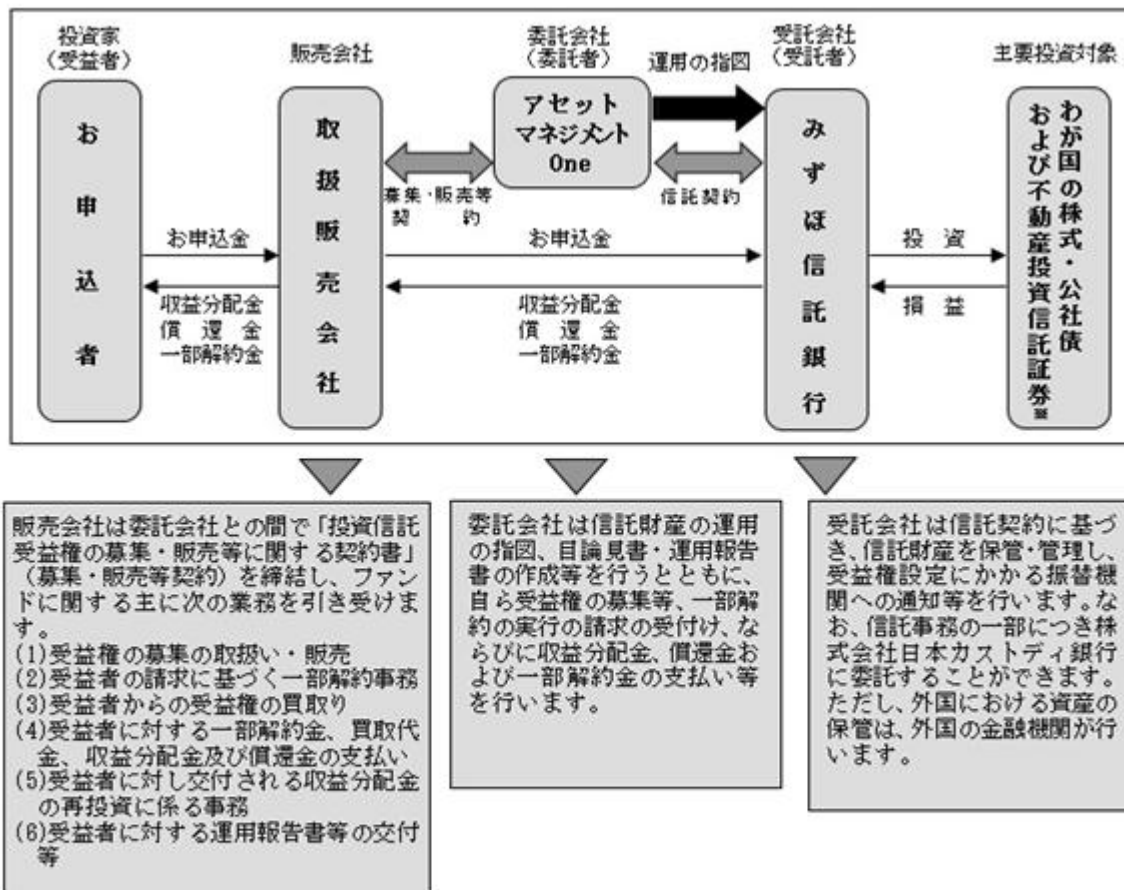 投資家
(受益者)
販売会社
委託会社
(委託者)
運用の指図
受託会社
(受託者)
主要投資対象
お申込者
取扱販売会社
アセット
マネジメント
One
みずほ信託銀行
わが国の株式・公社債
および不動産投資信託証券※
募集・販売等
契　約
信託契約
お申込金
お申込金
投　資
収益分配金
償　還　金
一部解約金
収益分配金
償　還　金
一部解約金
損　益
販売会社は委託会社との間で「投資信託
受益権の募集・販売等に関する契約書」
(募集・販売等契約)を締結し、ファン
ドに関する主に次の業務を引き受けま
す。
(1)受益権の募集の取扱い・販売
(2)受益者の請求に基づく一部解約事務
(3)受益者からの受益権の買取り
(4)受益者に対する一部解約金、買取代
金、収益分配金及び償還金の支払い
(5)受益者に対し交付される収益分配金
の再投資に係る事務
(6)受益者に対する運用報告書等の交付
等
委託会社は信託財産の運用
の指図、目論見書・運用報告
書の作成等を行うとともに、
自ら受益権の募集等、一部解
約の実行の請求の受付け、な
らびに収益分配金、償還金お
よび一部解約金の支払い等
を行います。
受託会社は信託契約に基づ
き、信託財産を保管・管理し、
受益権設定にかかる振替機
関への通知等を行います。な
お、信託事務の一部につき株
式会社日本カストディ銀行
に委託することができます。
ただし、外国における資産の
保管は、外国の金融機関が行
います。